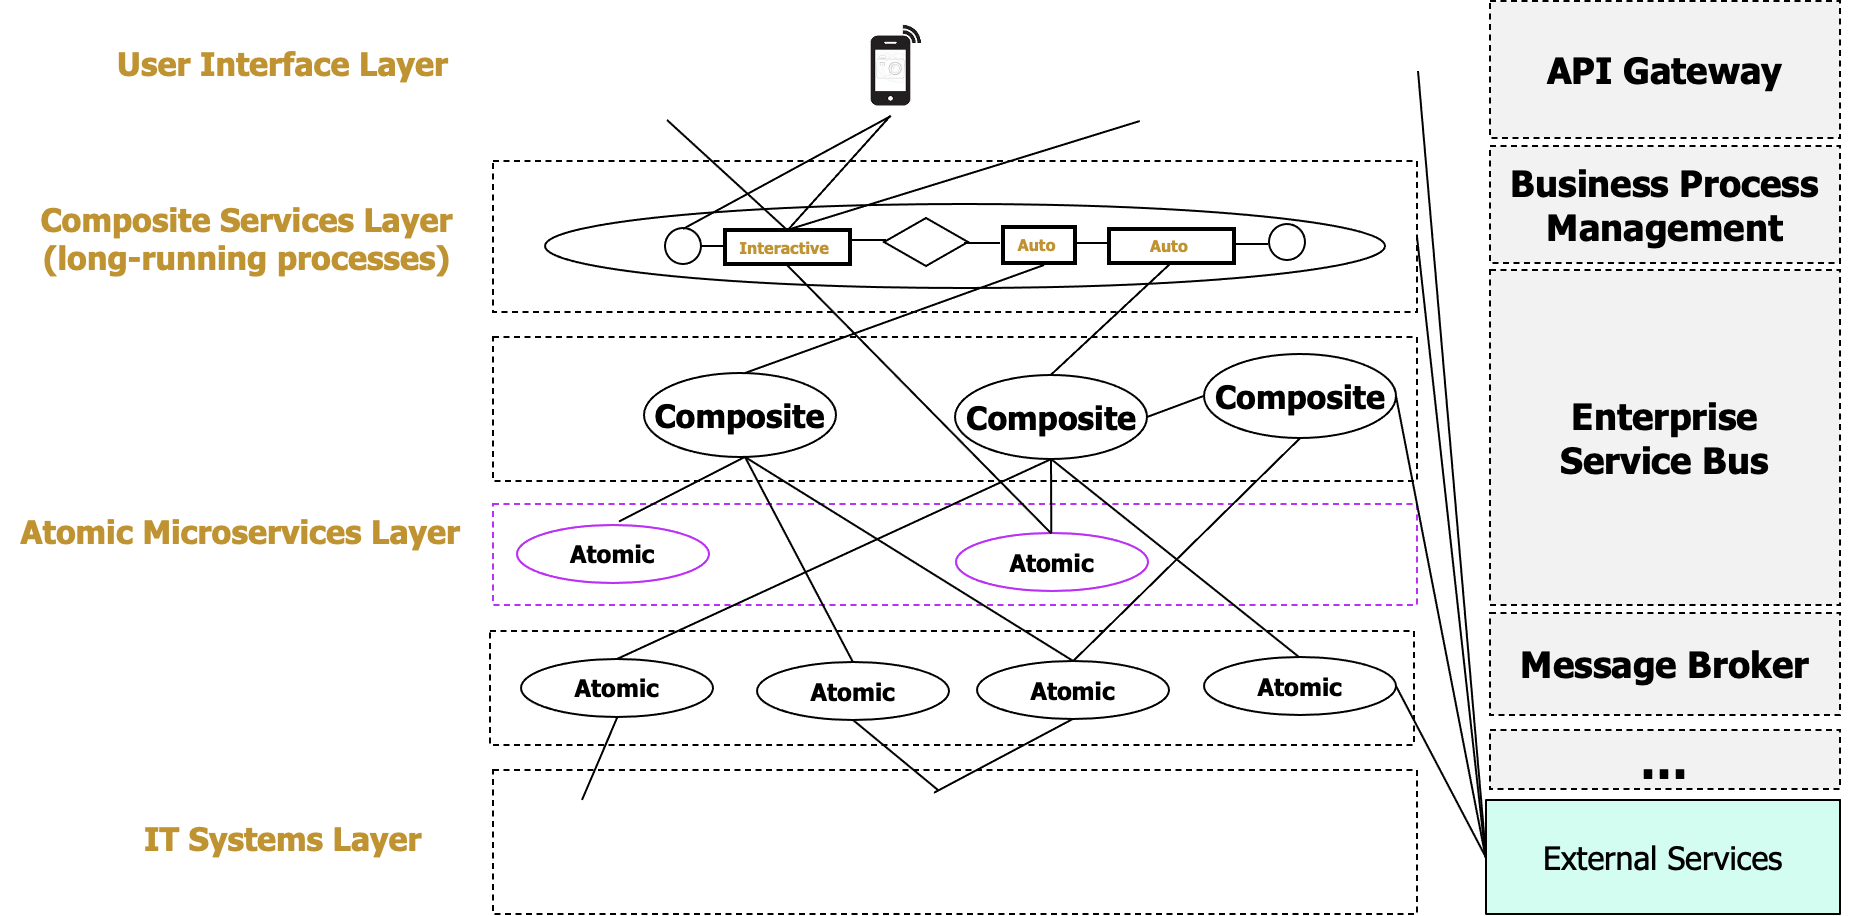 User Interface Layer
API Gateway
Business Process
Management
Composite Services Layer
(long-running processes)
Interactive
Auto
Auto
Composite
Composite
Composite
Enterprise
Service Bus
Atomic Microservices Layer
Atomic
Atomic
Atomic
Atomic
Atomic
Atomic
Message Broker
...
IT Systems Layer
External Services